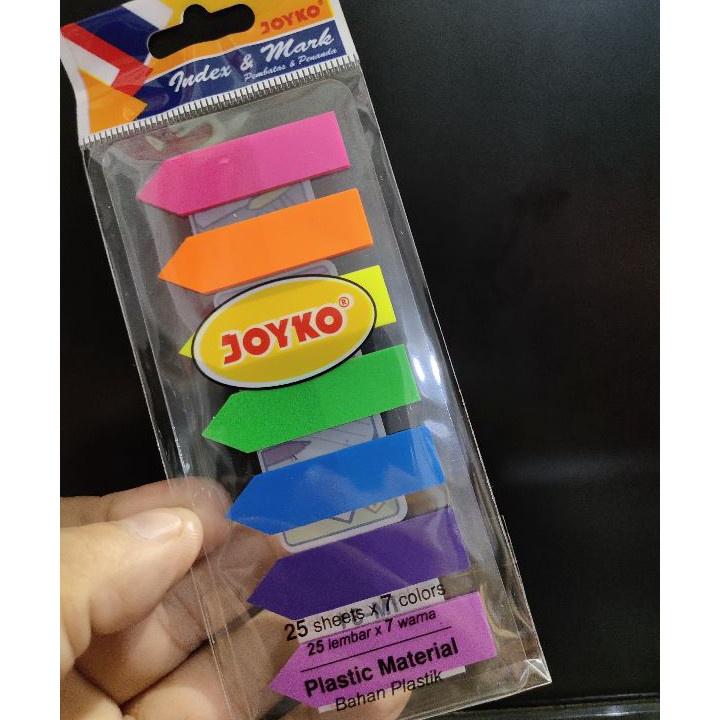 JOYKO
Index & Mark
Pembatas & Penanda
JOYKO®
25 sheets x 7 colors
25 lembar x 7 warna
Plastic Material
Bahan Plastik